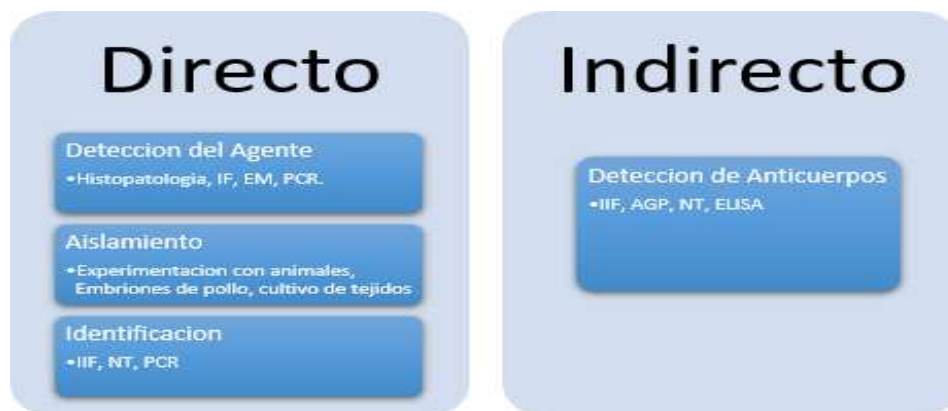 Directo
Deteccion del Agente
•Histopatologia, IF, EM, PCR.
Aislamiento
•Experimentacion con animales,
Embriones de pollo, cultivo de tejidos
Identificacion
•IIF, NT, PCR
Indirecto
Deteccion de Anticuerpos
•IIF, AGP, NT, ELISA